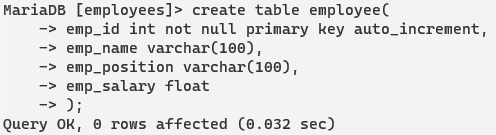 MariaDB [employees]> create table employee(
    -> emp_id int not null primary key auto_increment,
    -> emp_name varchar(100),
    -> emp_position varchar(100),
    -> emp_salary float
    -> );
Query OK, 0 rows affected (0.032 sec)